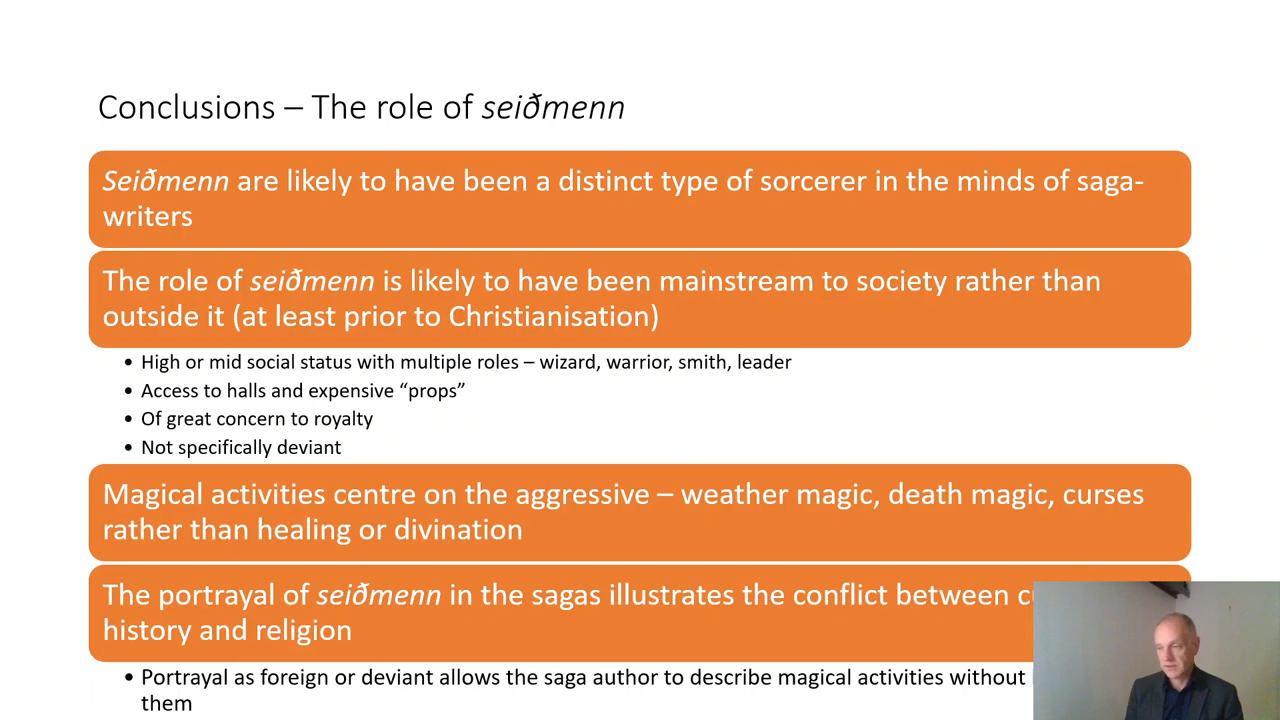 Conclusions – The role of seiðmenn
Seiðmenn are likely to have been a distinct type of sorcerer in the minds of saga-
writers
The role of seiðmenn is likely to have been mainstream to society rather than
outside it (at least prior to Christianisation)
• High or mid social status with multiple roles – wizard, warrior, smith, leader
• Access to halls and expensive “props”
• Of great concern to royalty
• Not specifically deviant
Magical activities centre on the aggressive – weather magic, death magic, curses
rather than healing or divination
The portrayal of seiðmenn in the sagas illustrates the conflict between
history and religion
• Portrayal as foreign or deviant allows the saga author to describe magical activities without
them